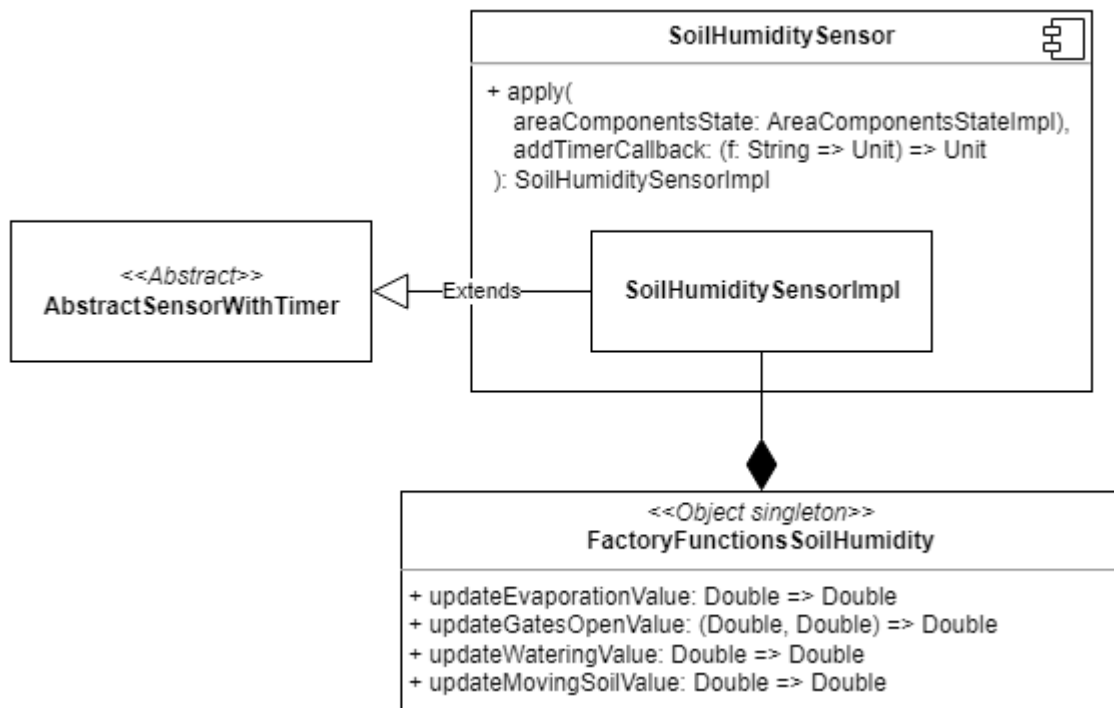 SoilHumiditySensor
+ apply(
areaComponentsState: AreaComponentsStateImpl),
addTimerCallback: (f: String => Unit) => Unit
): SoilHumiditySensorImpl
<<Abstract>>
AbstractSensorWithTimer
Extends
SoilHumiditySensorImpl
<<Object singleton>>
FactoryFunctionsSoilHumidity
+ updateEvaporationValue: Double => Double
+ updateGatesOpenValue: (Double, Double) => Double
+ updateWateringValue: Double => Double
+ updateMovingSoilValue: Double => Double